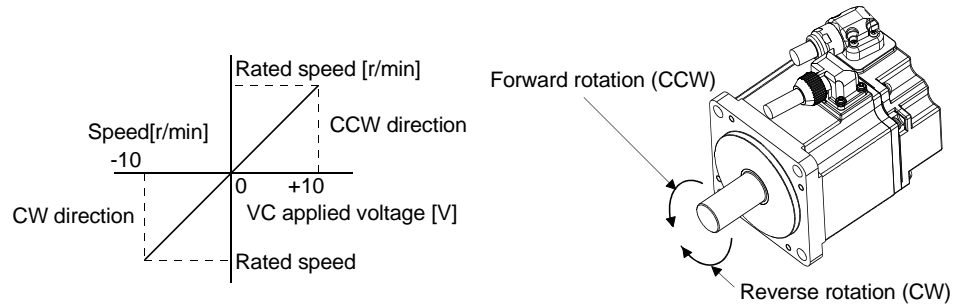 Rated speed [r/min]
Speed[r/min]
CCW direction
-10
0
+10
CW direction
VC applied voltage [V]
Rated speed
Forward rotation (CCW)
Reverse rotation (CW)